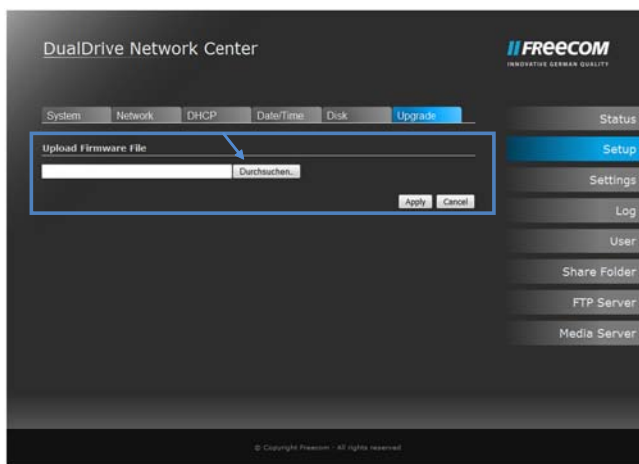 DualDrive Network Center
FREECOM
INNOVATIVE GERMAN QUALITY
System Network DHCP Date/Time Disk Upgrade
Upload Firmware File
Durchsuchen..
Apply Cancel
Status
Setup
Settings
Log
User
Share Folder
FTP Server
Media Server
© Copyright Freecom - All rights reserved